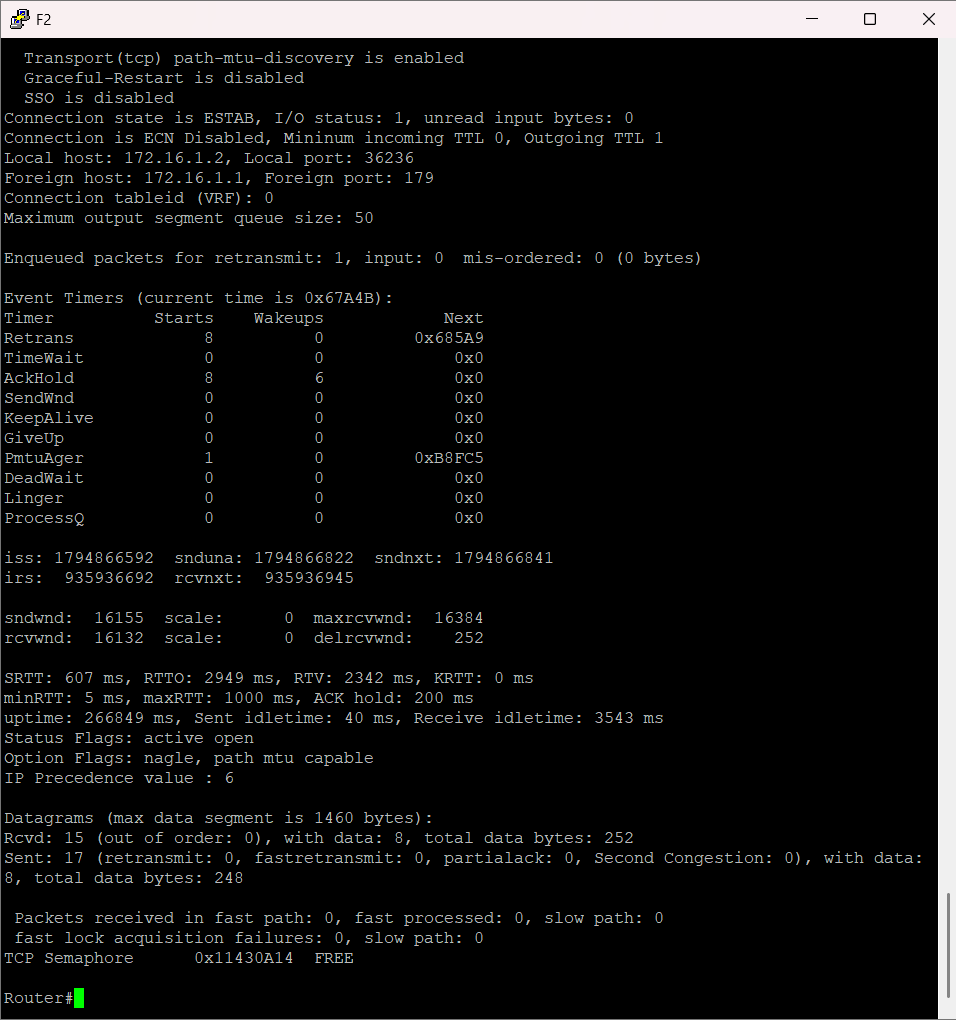 F2
  Transport(tcp) path-mtu-discovery is enabled
  Graceful-Restart is disabled
  SSO is disabled
Connection state is ESTAB, I/O status: 1, unread input bytes: 0
Connection is ECN Disabled, Mininum incoming TTL 0, Outgoing TTL 1
Local host: 172.16.1.2, Local port: 36236
Foreign host: 172.16.1.1, Foreign port: 179
Connection tableid (VRF): 0
Maximum output segment queue size: 50

Enqueued packets for retransmit: 1, input: 0  mis-ordered: 0 (0 bytes)

Event Timers (current time is 0x67A4B):
Timer          Starts    Wakeups            Next
Retrans             8          0         0x685A9
TimeWait            0          0             0x0
AckHold             8          6             0x0
SendWnd             0          0             0x0
KeepAlive           0          0             0x0
GiveUp              0          0             0x0
PmtuAger            1          0         0xB8FC5
DeadWait            0          0             0x0
Linger              0          0             0x0
ProcessQ            0          0             0x0

iss: 1794866592  snduna: 1794866822  sndnxt: 1794866841
irs:  935936692  rcvnxt:  935936945

sndwnd:  16155  scale:      0  maxrcvwnd:  16384
rcvwnd:  16132  scale:      0  delrcvwnd:    252

SRTT: 607 ms, RTTO: 2949 ms, RTV: 2342 ms, KRTT: 0 ms
minRTT: 5 ms, maxRTT: 1000 ms, ACK hold: 200 ms
uptime: 266849 ms, Sent idletime: 40 ms, Receive idletime: 3543 ms
Status Flags: active open
Option Flags: nagle, path mtu capable
IP Precedence value : 6

Datagrams (max data segment is 1460 bytes):
Rcvd: 15 (out of order: 0), with data: 8, total data bytes: 252
Sent: 17 (retransmit: 0, fastretransmit: 0, partialack: 0, Second Congestion: 0), with data:
8, total data bytes: 248

 Packets received in fast path: 0, fast processed: 0, slow path: 0
 fast lock acquisition failures: 0, slow path: 0
TCP Semaphore      0x11430A14  FREE

Router#